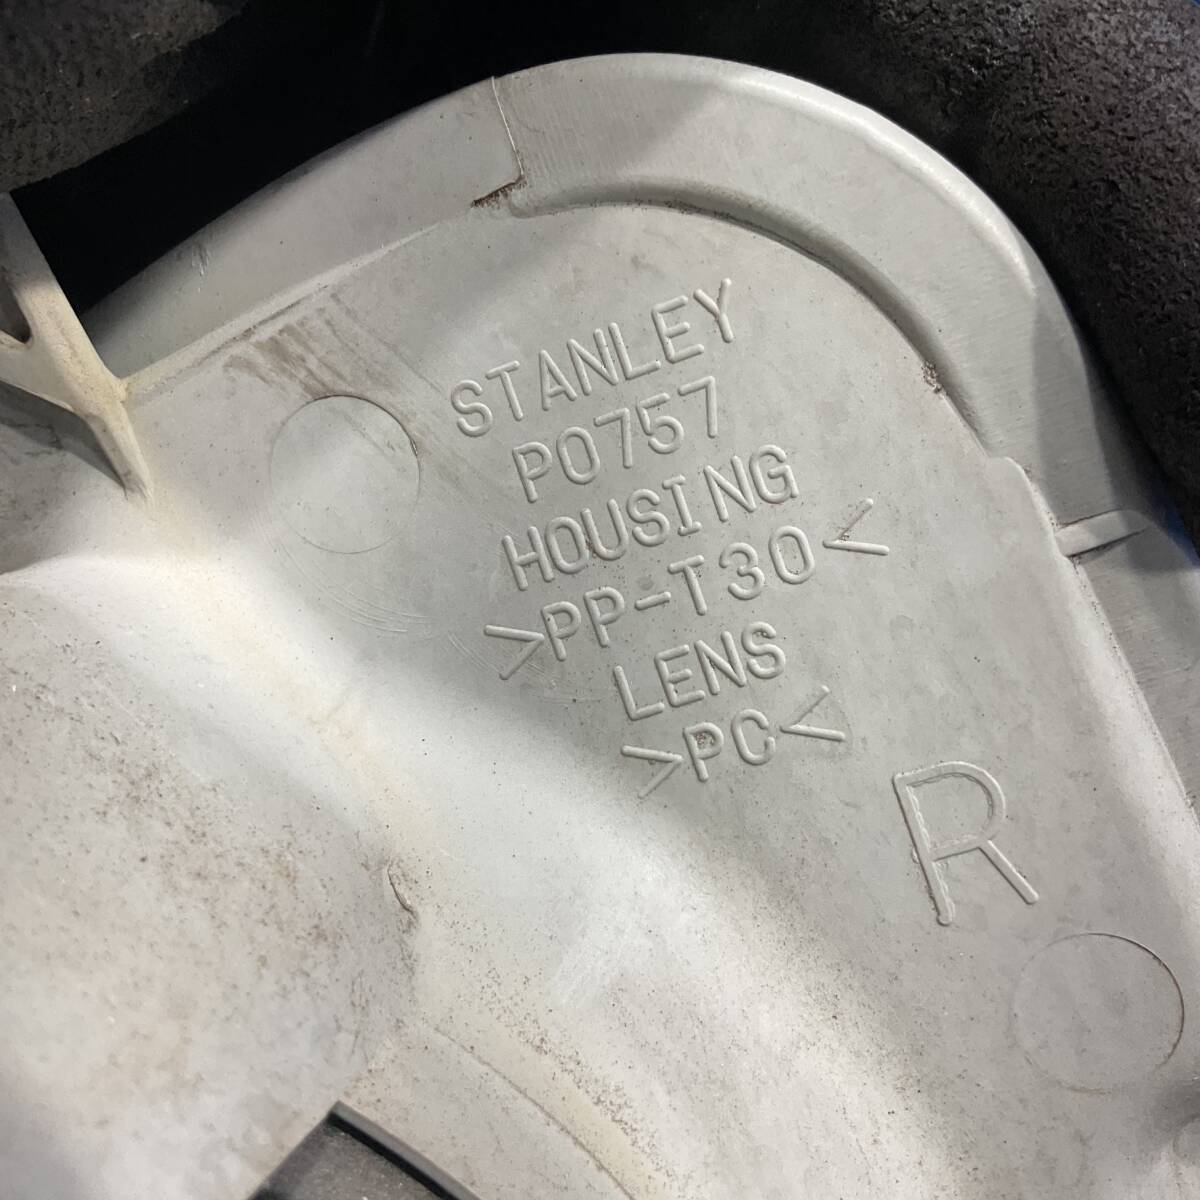 STANLEY
P0757
HOUSING
>PP-T30<
LENS
>PC<
R